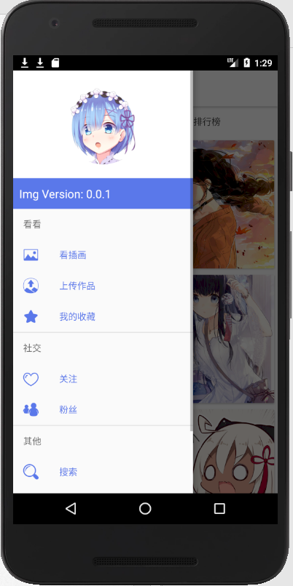 1:29
排行榜
Img Version: 0.0.1
看看
看插画
上传作品
我的收藏
社交
关注
粉丝
其他
搜索